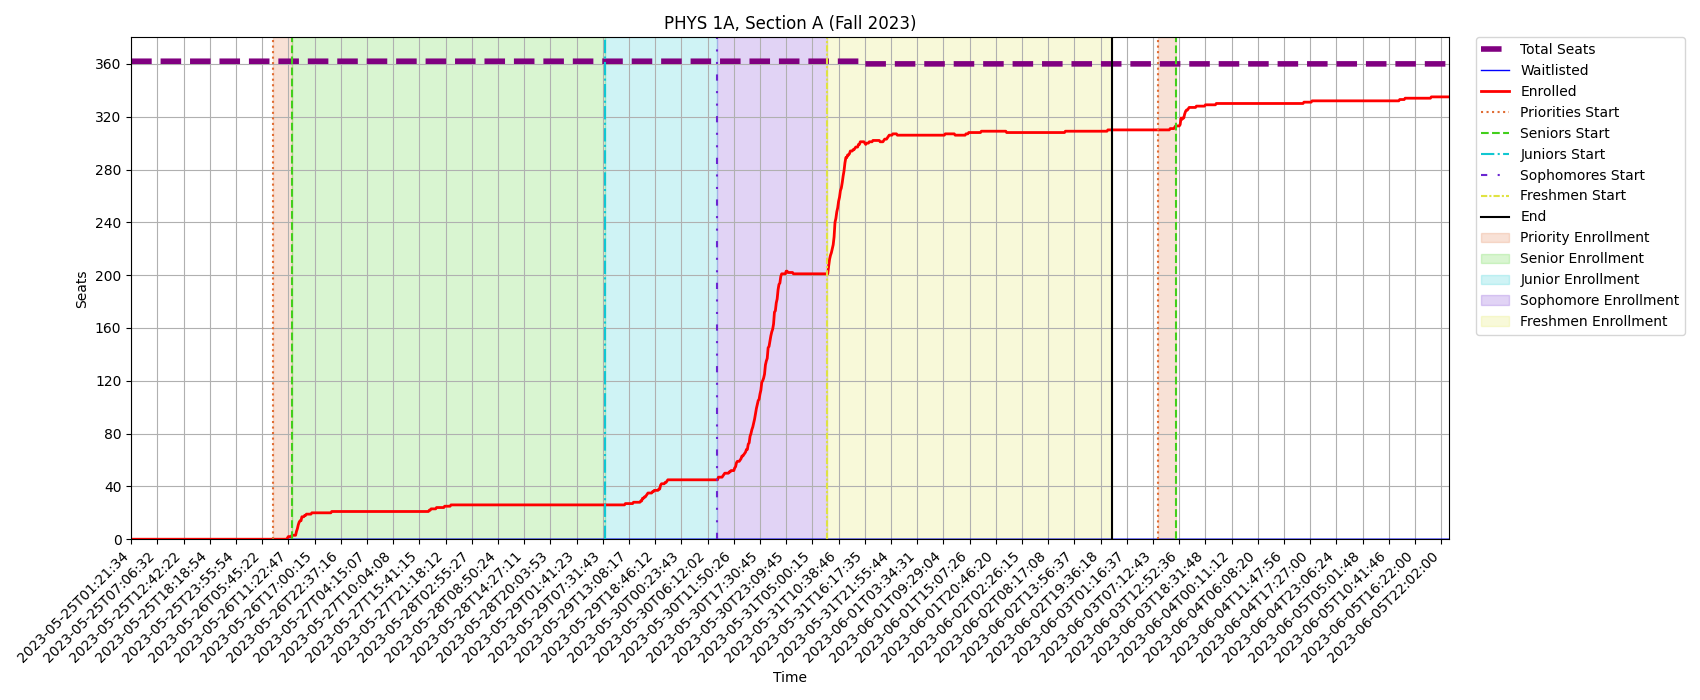 PHYS 1A, Section A (Fall 2023)
Seats
360
320
280
240
200
160
120
80
40
0
2023-05-25T01:21:34
2023-05-25T07:06:32
2023-05-25T12:42:22
2023-05-25T18:18:54
2023-05-25T23:55:54
2023-05-26T05:45:22
2023-05-26T11:22:47
2023-05-26T17:00:15
2023-05-26T22:37:16
2023-05-27T04:15:07
2023-05-27T10:04:08
2023-05-27T15:41:15
2023-05-27T21:18:12
2023-05-28T02:55:27
2023-05-28T08:50:24
2023-05-28T14:27:11
2023-05-28T20:03:53
2023-05-29T01:41:23
2023-05-29T07:31:43
2023-05-29T13:08:17
2023-05-29T18:46:12
2023-05-30T00:23:43
2023-05-30T06:12:02
2023-05-30T11:50:26
2023-05-30T17:30:45
2023-05-30T23:09:45
2023-05-31T05:00:15
2023-05-31T10:38:46
2023-05-31T16:17:35
2023-05-31T21:55:44
2023-06-01T03:34:31
2023-06-01T09:29:04
2023-06-01T15:07:26
2023-06-01T20:46:20
2023-06-02T02:26:15
2023-06-02T08:17:09
2023-06-02T13:56:37
2023-06-02T19:36:18
2023-06-03T01:16:37
2023-06-03T07:12:43
2023-06-03T12:52:36
2023-06-03T18:31:48
2023-06-04T00:11:12
2023-06-04T06:08:20
2023-06-04T11:47:56
2023-06-04T17:27:00
2023-06-04T23:06:24
2023-06-05T05:01:48
2023-06-05T10:41:46
2023-06-05T16:22:00
2023-06-05T22:02:00
Time
Total Seats
Waitlisted
Enrolled
Priorities Start
Seniors Start
Juniors Start
Sophomores Start
Freshmen Start
End
Priority Enrollment
Senior Enrollment
Junior Enrollment
Sophomore Enrollment
Freshmen Enrollment